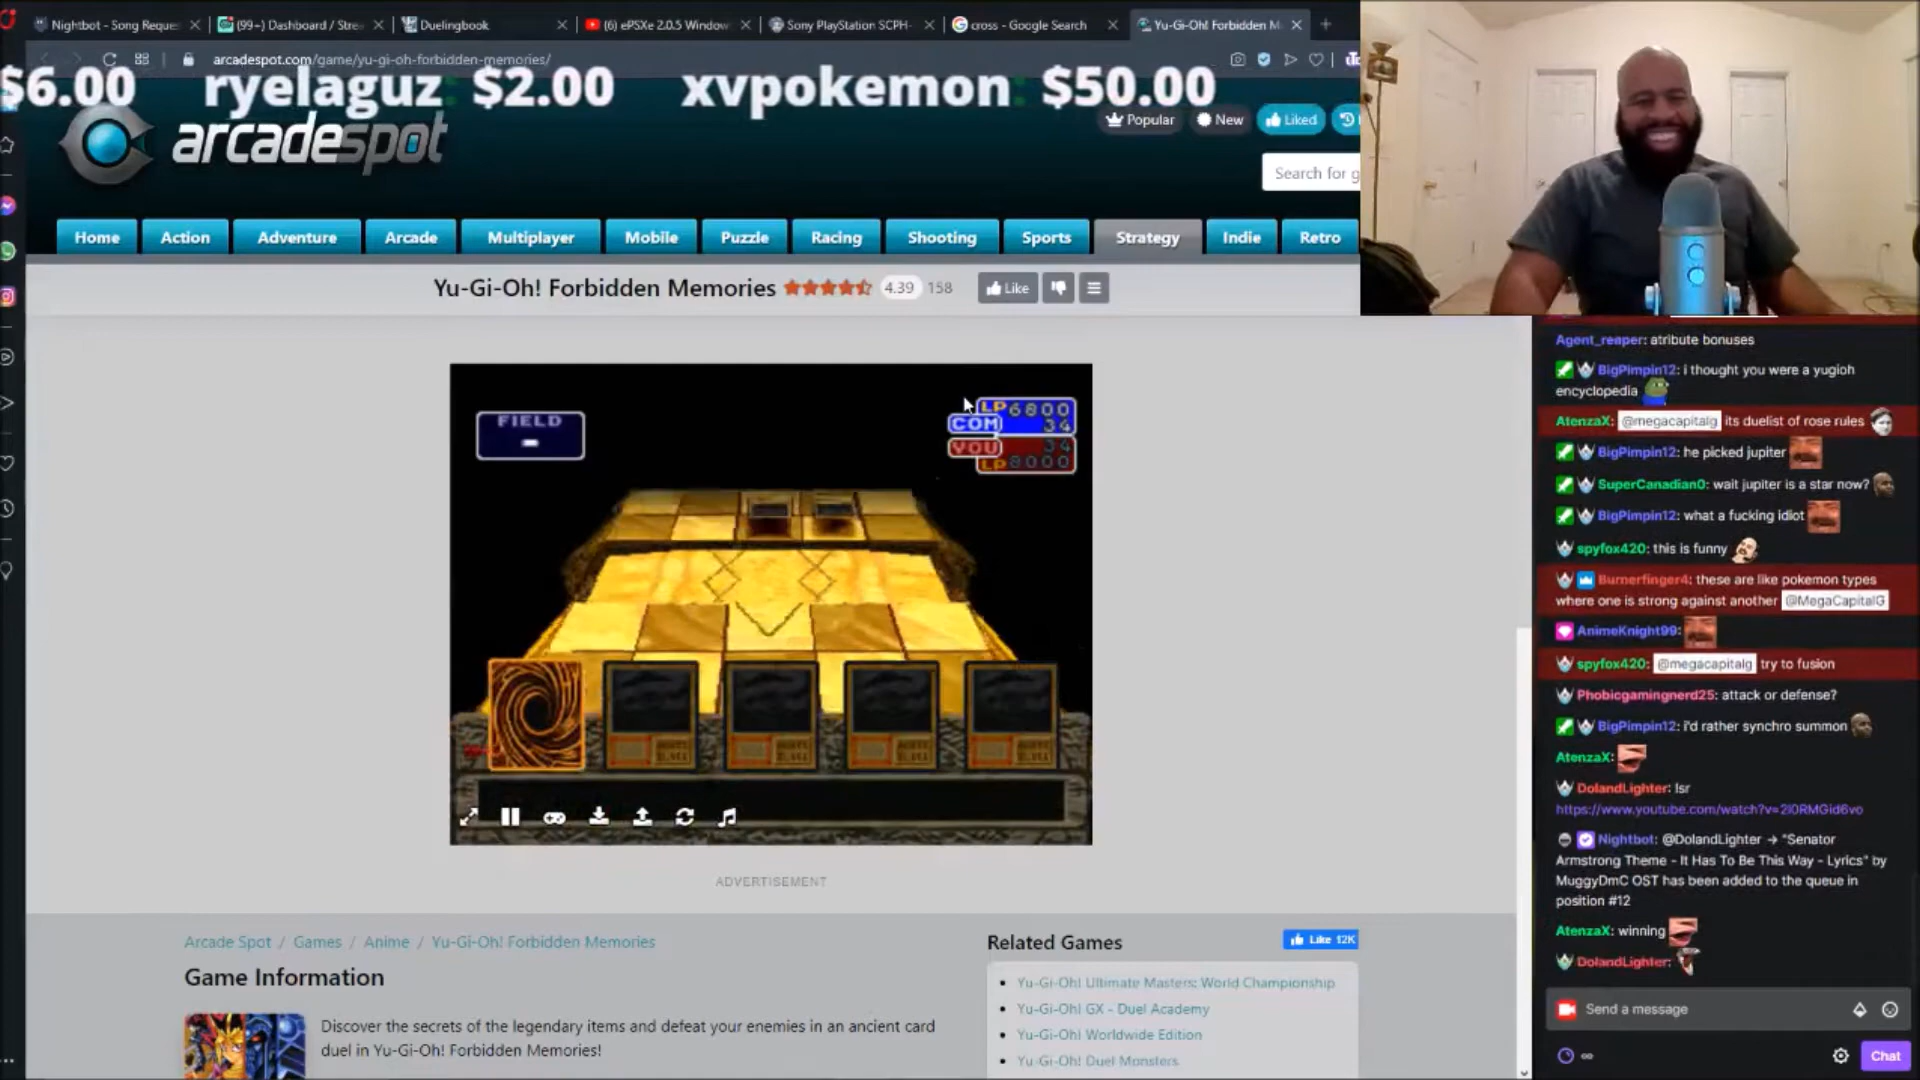 Nightbot - Song Reque
(99+) Dashboard / Stre
Duelingbook
(6) ePSXe 2.0.5 Window
Sony PlayStation SCPH-
cross - Google Search
Yu-Gi-Oh! Forbidden M
arcadespot.com/game/yu-gi-oh-forbidden-memories/
$6.00 ryelaguz: $2.00 xvpokemon: $50.00
arcadespot
Popular
New
Liked
Search for g
Home
Action
Adventure
Arcade
Multiplayer
Mobile
Puzzle
Racing
Shooting
Sports
Strategy
Indie
Retro
Yu-Gi-Oh! Forbidden Memories
4.39
158
Like
FIELD
LP 6800
COM 34
YOU 34
LP 8000
ADVERTISEMENT
Arcade Spot / Games / Anime / Yu-Gi-Oh! Forbidden Memories
Game Information
Discover the secrets of the legendary items and defeat your enemies in an ancient card
duel in Yu-Gi-Oh! Forbidden Memories!
Related Games
Like 12K
Yu-Gi-Oh! Ultimate Masters: World Championship
Yu-Gi-Oh! GX - Duel Academy
Yu-Gi-Oh! Worldwide Edition
Yu-Gi-Oh! Duel Monsters
Agent_reaper: atribute bonuses
BigPimpin12: i thought you were a yugioh
encyclopedia
AtenzaX: @megacapitalg its duelist of rose rules
BigPimpin12: he picked jupiter
SuperCanadian0: wait jupiter is a star now?
BigPimpin12: what a fucking idiot
spyfox420: this is funny
Burnerfinger4: these are like pokemon types
where one is strong against another @MegaCapitalG
AnimeKnight99:
spyfox420: @megacapitalg try to fusion
Phobicgamingnerd25: attack or defense?
BigPimpin12: i'd rather synchro summon
AtenzaX:
DolandLighter: !sr
https://www.youtube.com/watch?v=2I0RMGid6vo
Nightbot: @DolandLighter → "Senator
Armstrong Theme - It Has To Be This Way - Lyrics" by
MuggyDmC OST has been added to the queue in
position #12
AtenzaX: winning
DolandLighter:
Send a message
Chat